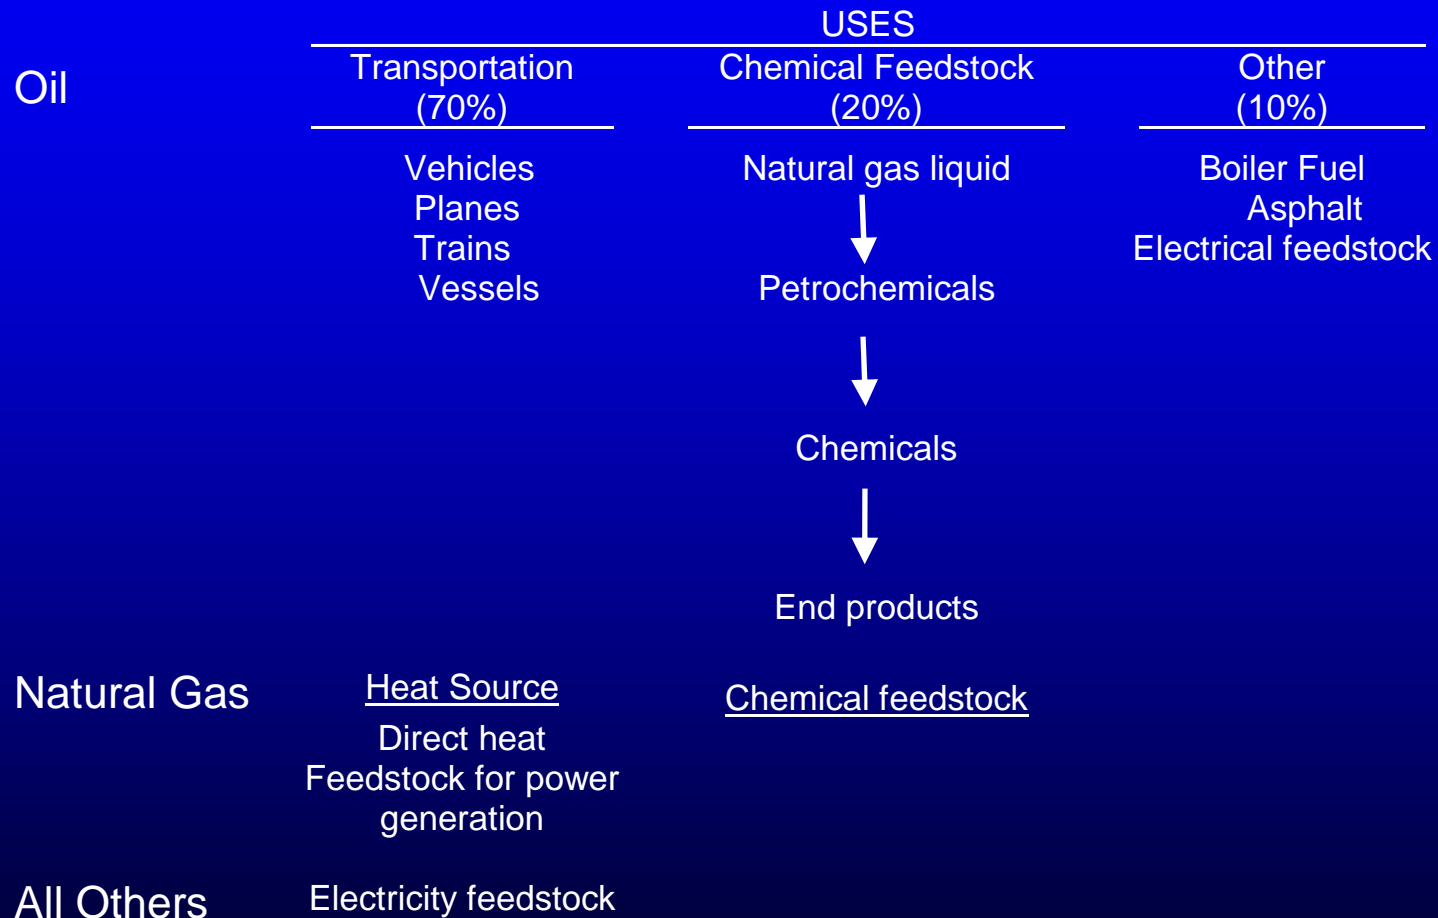 USES
Oil
Transportation
(70%)
Chemical Feedstock
(20%)
Other
(10%)
Vehicles
Planes
Trains
Vessels
Natural gas liquid
Petrochemicals
Chemicals
End products
Boiler Fuel
Asphalt
Electrical feedstock
Natural Gas
Heat Source
Direct heat
Feedstock for power
generation
Chemical feedstock
All Others
Electricity feedstock